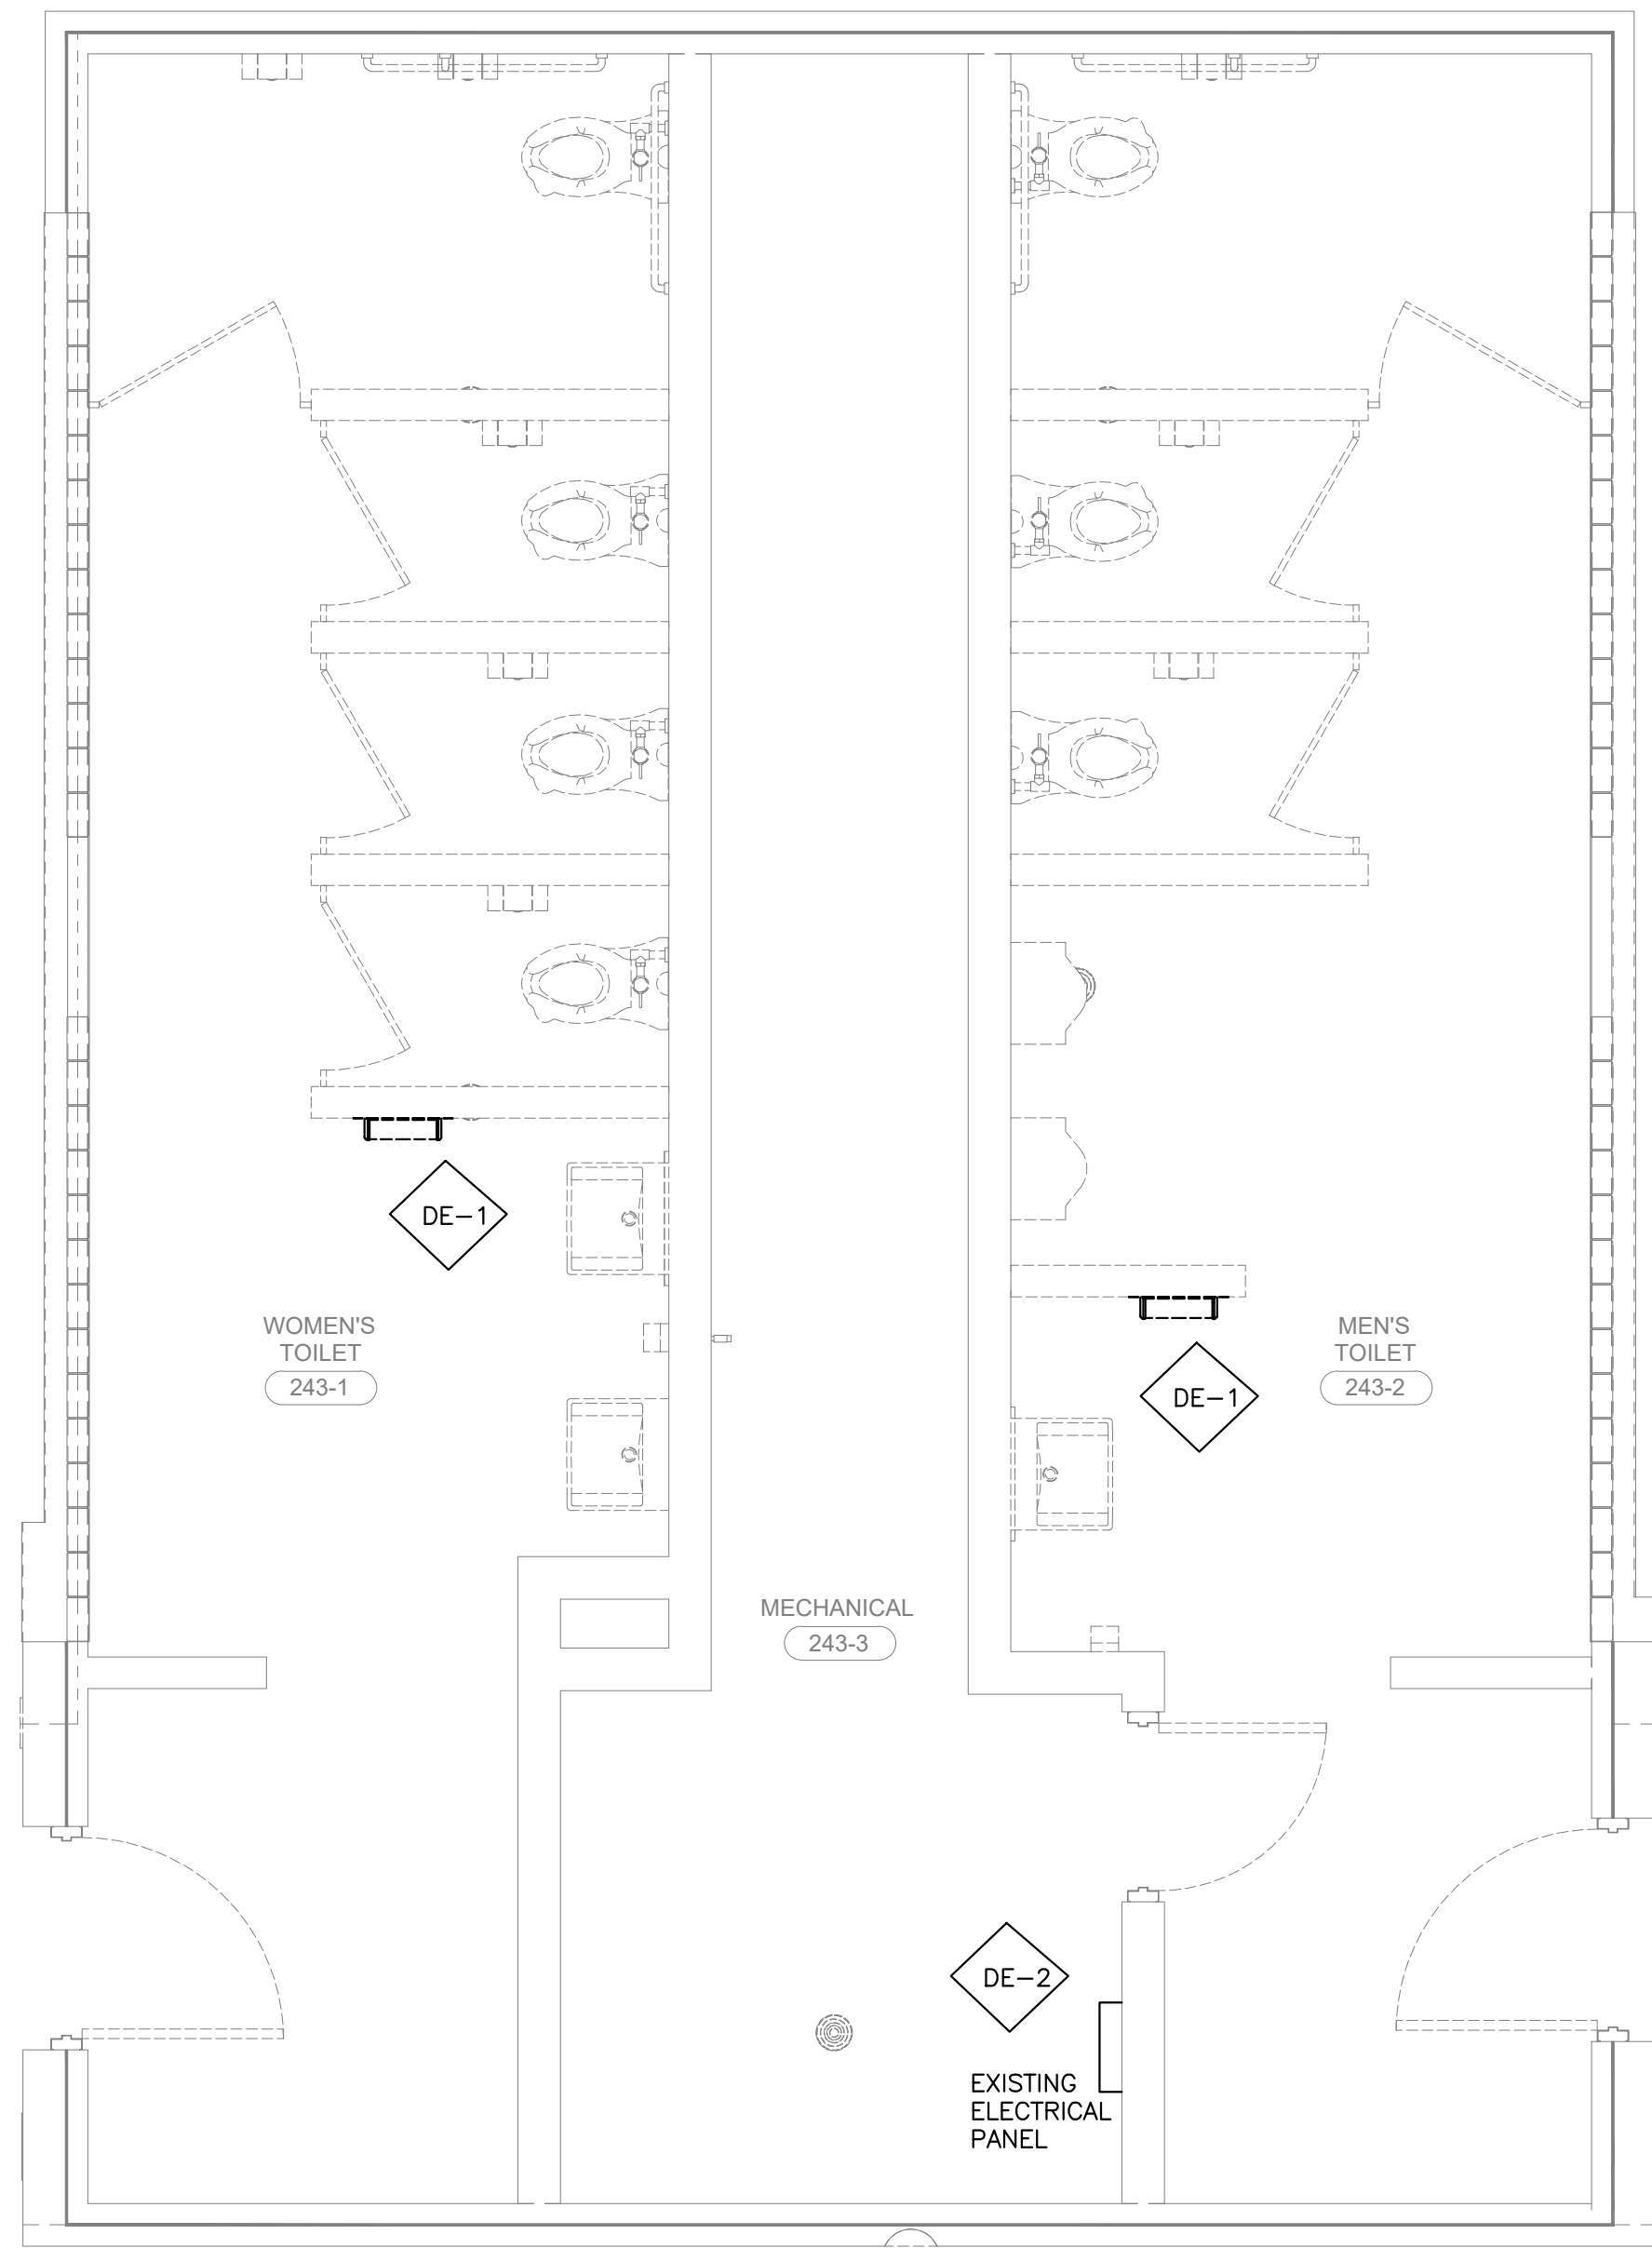 DE-1
WOMEN'S
TOILET
243-1
MEN'S
TOILET
243-2
DE-1
MECHANICAL
243-3
DE-2
EXISTING
ELECTRICAL
PANEL